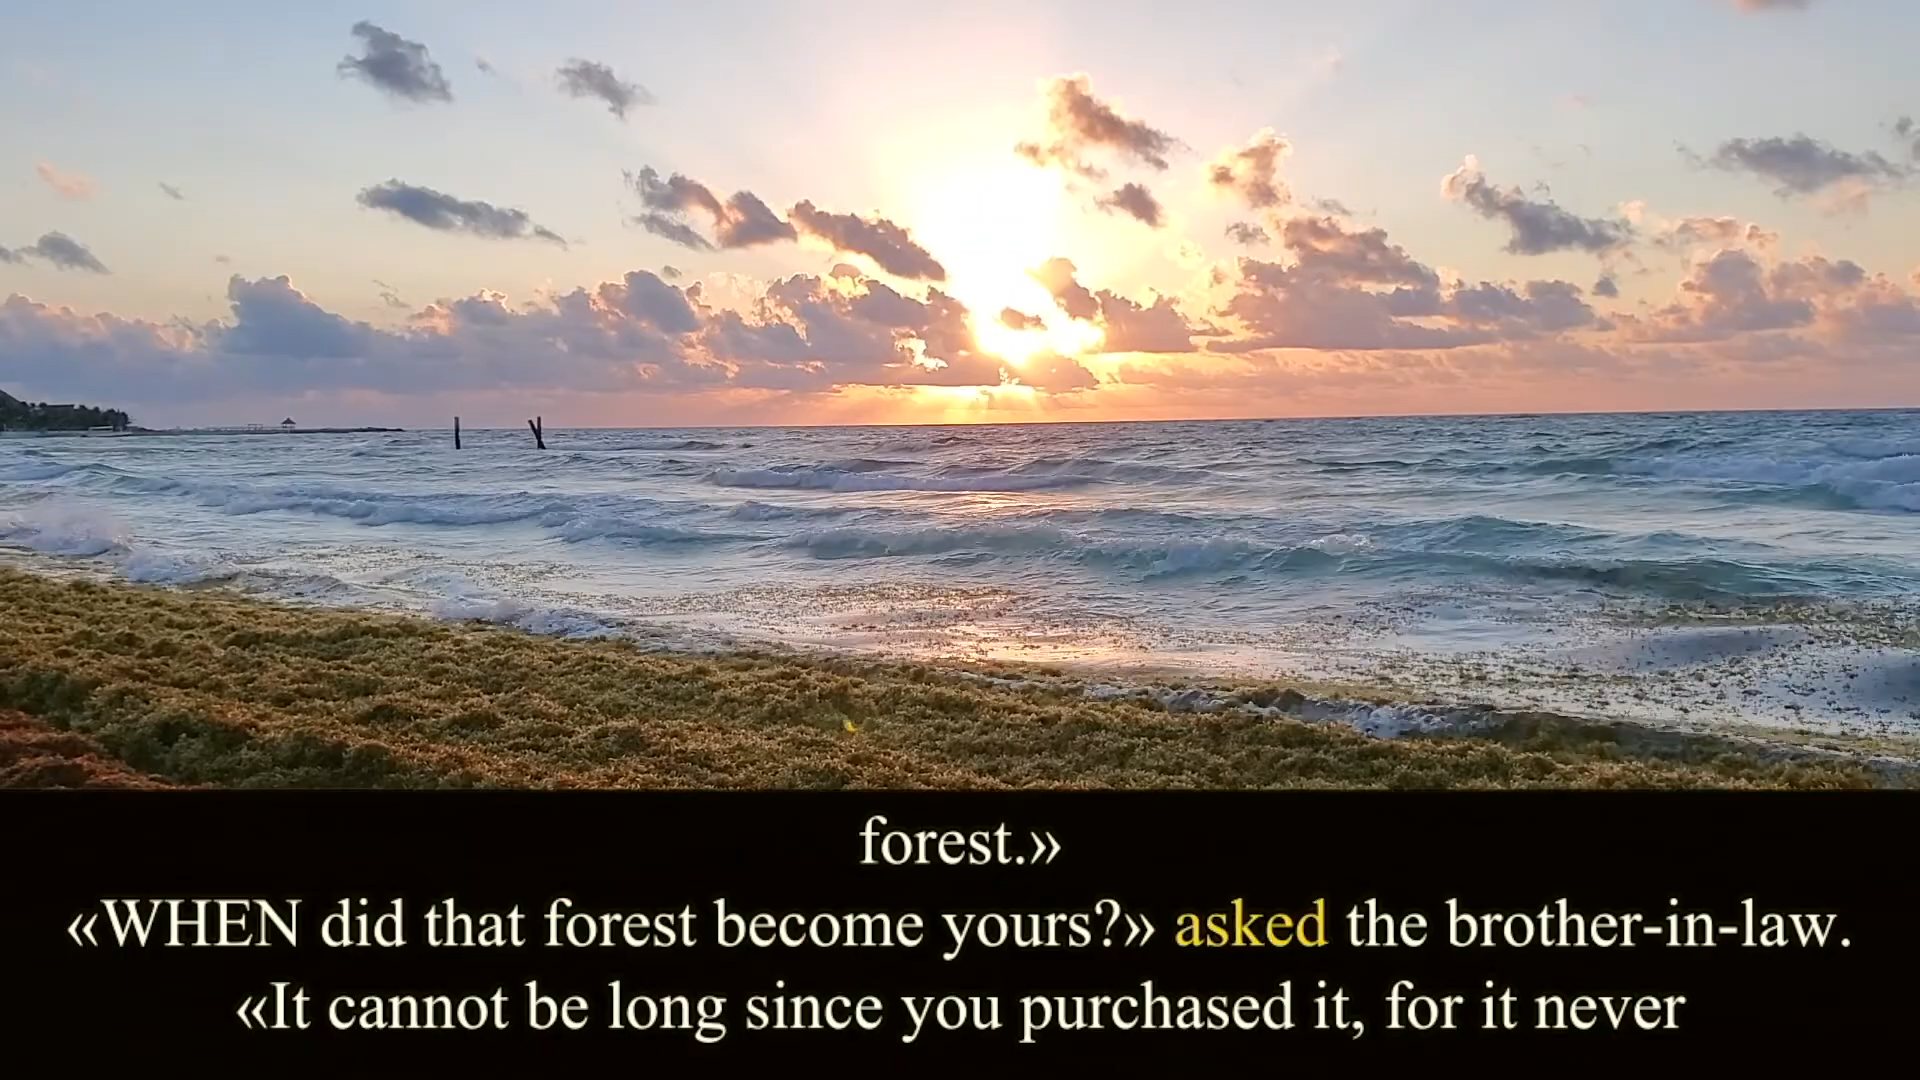 forest.»
«WHEN did that forest become yours?» asked the brother-in-law.
«It cannot be long since you purchased it, for it never